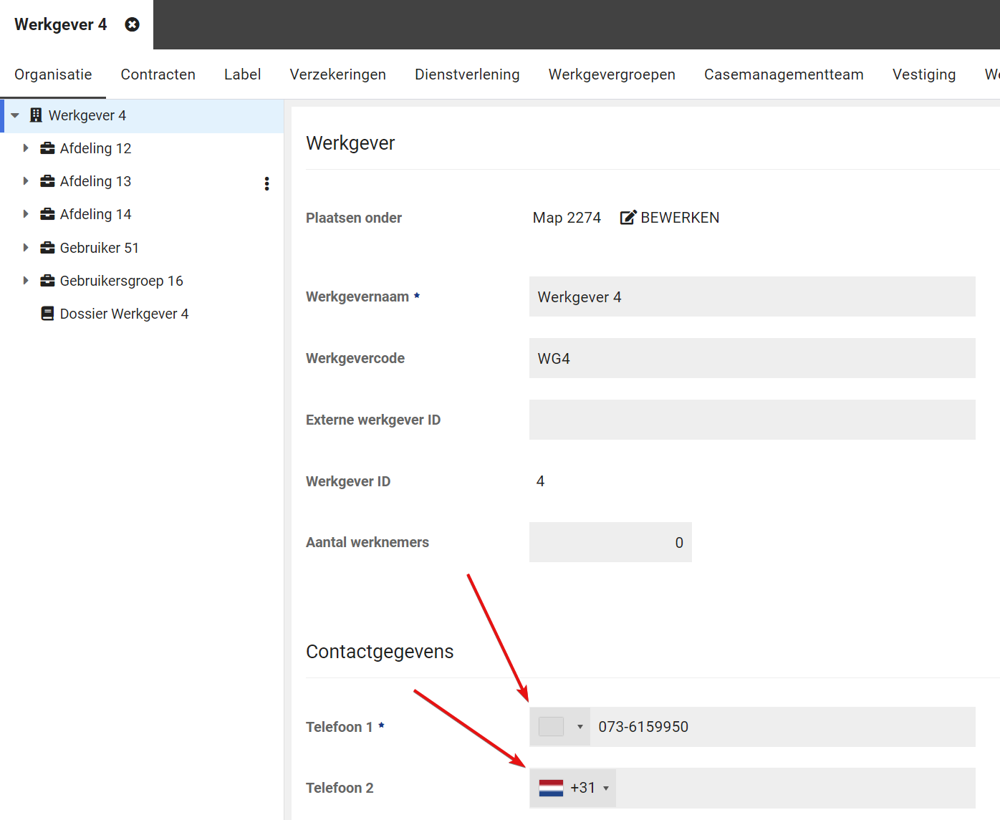 Werkgever 4
Organisatie Contracten Label Verzekeringen Dienstverlening Werkgevergroepen Casemanagementteam Vestiging We
Werkgever 4
Afdeling 12
Afdeling 13
Afdeling 14
Gebruiker 51
Gebruikersgroep 16
Dossier Werkgever 4
Werkgever
Plaatsen onder Map 2274 BEWERKEN
Werkgevernaam * Werkgever 4
Werkgevercode WG4
Externe werkgever ID
Werkgever ID 4
Aantal werknemers 0
Contactgegevens
Telefoon 1 * 073-6159950
Telefoon 2 +31